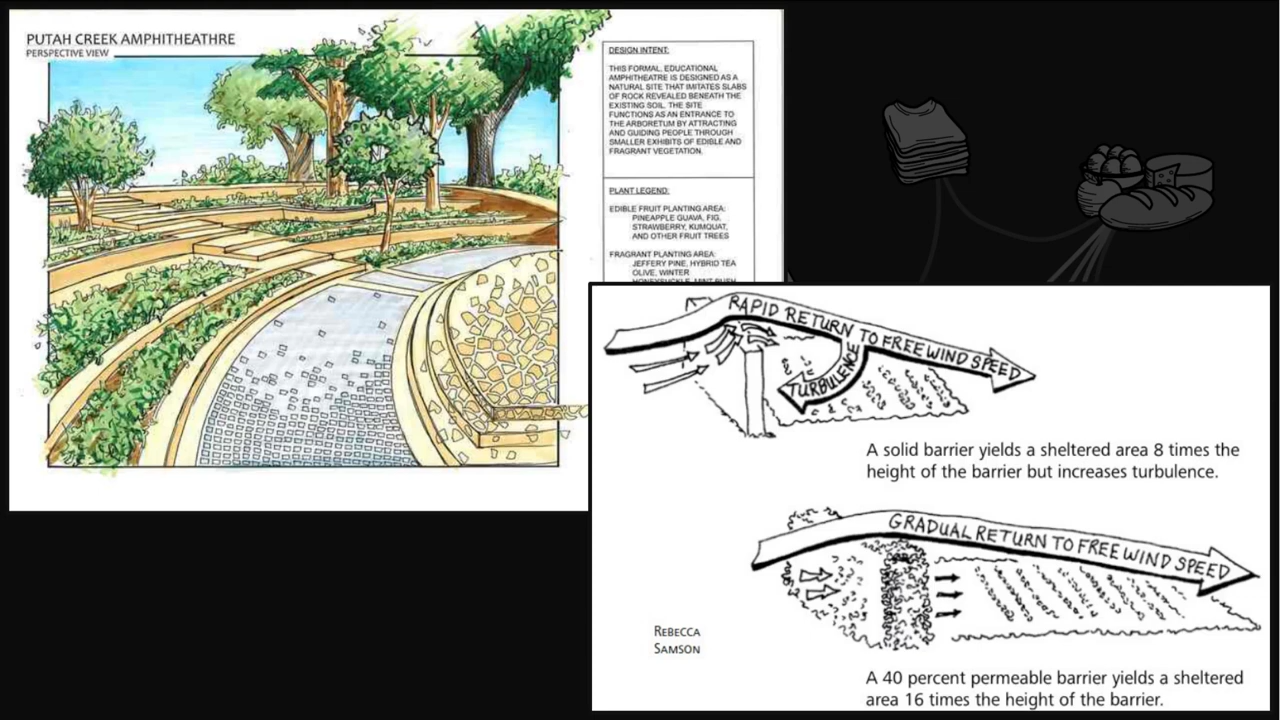 PUTAH CREEK AMPHITHEATHRE
PERSPECTIVE VIEW
DESIGN INTENT:
THIS FORMAL, EDUCATIONAL
AMPHITHEATRE IS DESIGNED AS A
NATURAL SITE THAT IMITATES SLABS
OF ROCK REVEALED BENEATH THE
EXISTING SOIL. THE SITE
FUNCTIONS AS AN ENTRANCE TO
THE ARBORETUM BY ATTRACTING
AND GUIDING PEOPLE THROUGH
SMALLER EXHIBITS OF EDIBLE AND
FRAGRANT VEGETATION.
PLANT LEGEND:
EDIBLE FRUIT PLANTING AREA:
PINEAPPLE GUAVA, FIG,
STRAWBERRY, KUMQUAT,
AND OTHER FRUIT TREES
FRAGRANT PLANTING AREA:
JEFFERY PINE, HYBRID TEA
OLIVE, WINTER
RAPID RETURN TO FREE WIND SPEED
TURBULENCE
A solid barrier yields a sheltered area 8 times the
height of the barrier but increases turbulence.
GRADUAL RETURN TO FREE WIND SPEED
REBECCA
SAMSON
A 40 percent permeable barrier yields a sheltered
area 16 times the height of the barrier.